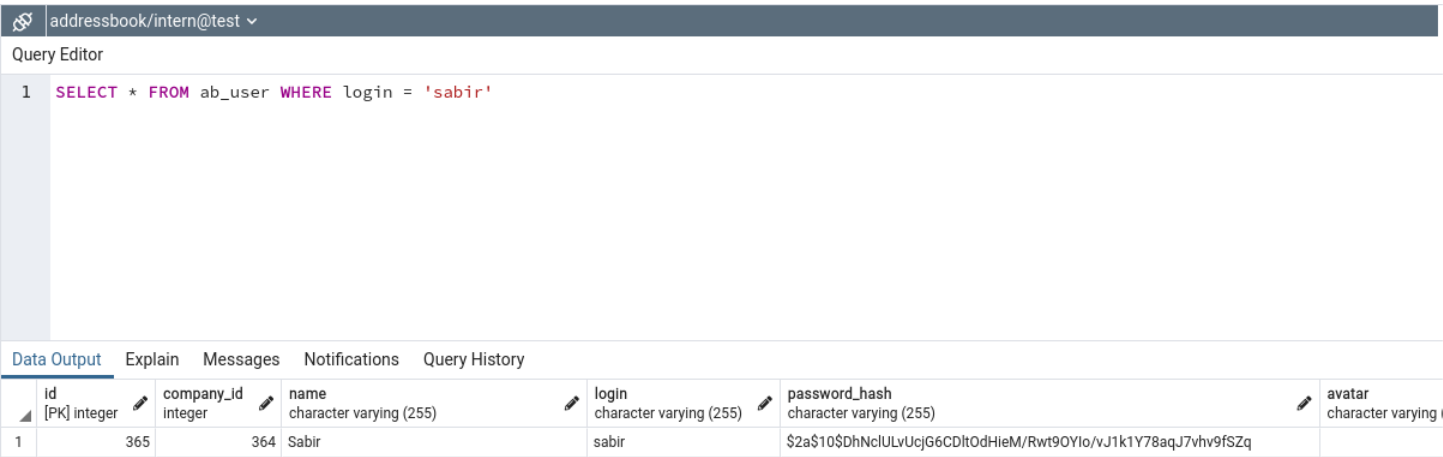 addressbook/intern@test
Query Editor
1 SELECT * FROM ab_user WHERE login = 'sabir'
Data Output Explain Messages Notifications Query History
id company_id name login password_hash avatar
[PK] integer integer character varying (255) character varying (255) character varying (255) character varying (
1 365 364 Sabir sabir $2a$10$DhNclULvUcjG6CDltOdHieM/Rwt9OYIo/vJ1k1Y78aqJ7vhv9fSZq